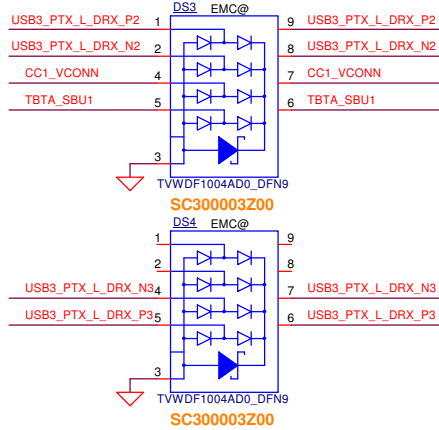 DS3 EMC@
USB3_PTX_L_DRX_P2 1 9 USB3_PTX_L_DRX_P2
USB3_PTX_L_DRX_N2 2 8 USB3_PTX_L_DRX_N2
CC1_VCONN 4 7 CC1_VCONN
TBTA_SBU1 5 6 TBTA_SBU1
3
TVWDF1004AD0_DFN9
SC300003Z00
DS4 EMC@
1 9
2 8
USB3_PTX_L_DRX_N3 4 7 USB3_PTX_L_DRX_N3
USB3_PTX_L_DRX_P3 5 6 USB3_PTX_L_DRX_P3
3
TVWDF1004AD0_DFN9
SC300003Z00